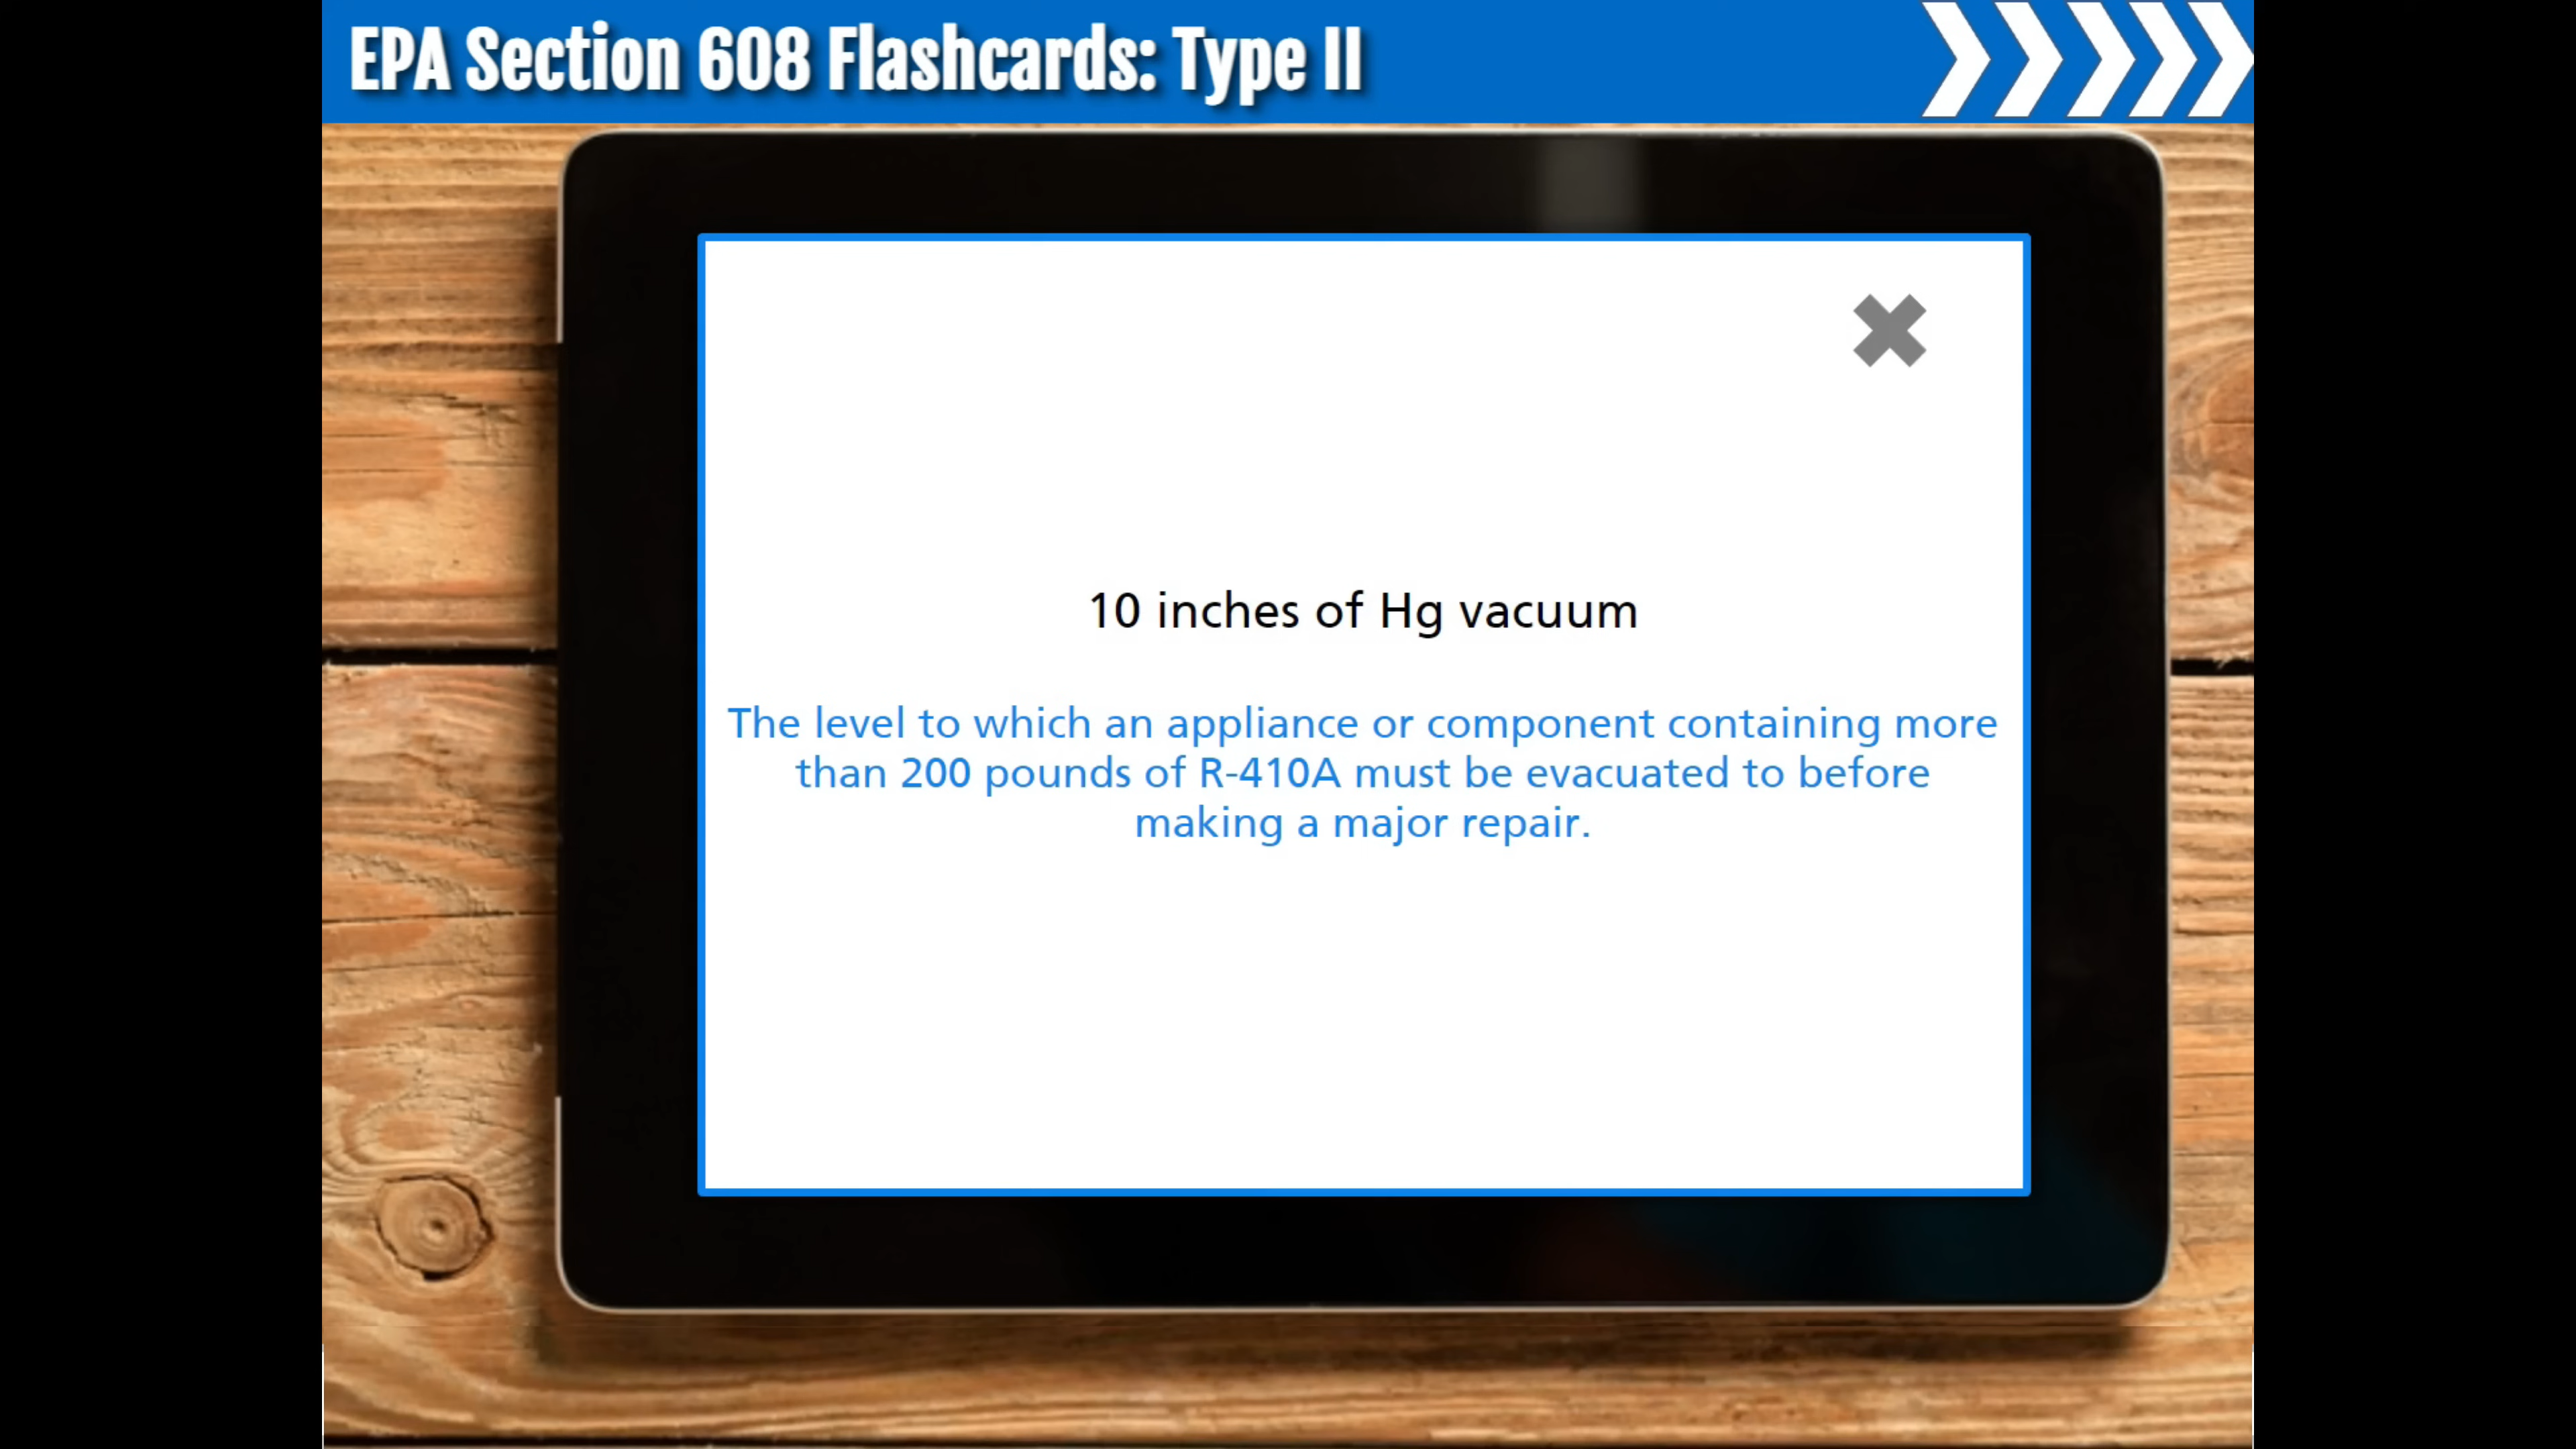 EPA Section 608 Flashcards: Type II
10 inches of Hg vacuum
The level to which an appliance or component containing more
than 200 pounds of R-410A must be evacuated to before
making a major repair.